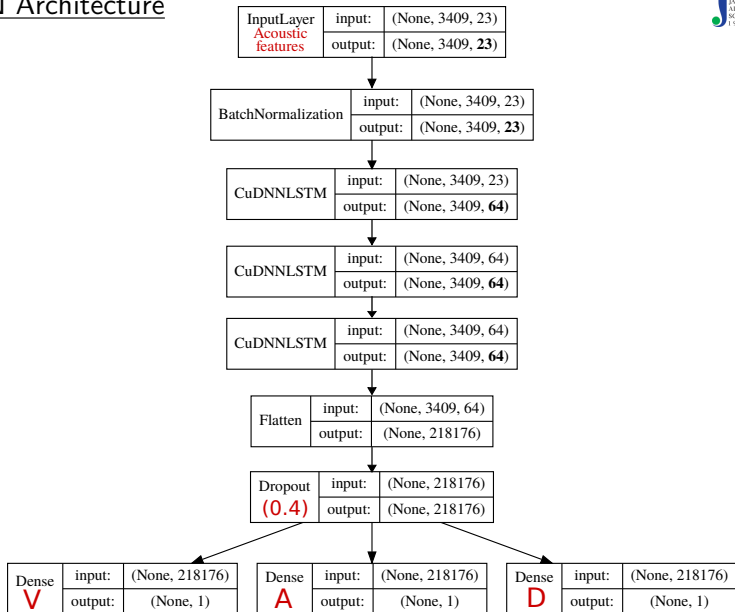 N Architecture
InputLayer input: (None, 3409, 23)
Acoustic
features output: (None, 3409, 23)
BatchNormalization input: (None, 3409, 23)
output: (None, 3409, 23)
CuDNNLSTM input: (None, 3409, 23)
output: (None, 3409, 64)
CuDNNLSTM input: (None, 3409, 64)
output: (None, 3409, 64)
CuDNNLSTM input: (None, 3409, 64)
output: (None, 3409, 64)
Flatten input: (None, 3409, 64)
output: (None, 218176)
Dropout input: (None, 218176)
(0.4) output: (None, 218176)
Dense input: (None, 218176)
V output: (None, 1)
Dense input: (None, 218176)
A output: (None, 1)
Dense input: (None, 218176)
D output: (None, 1)